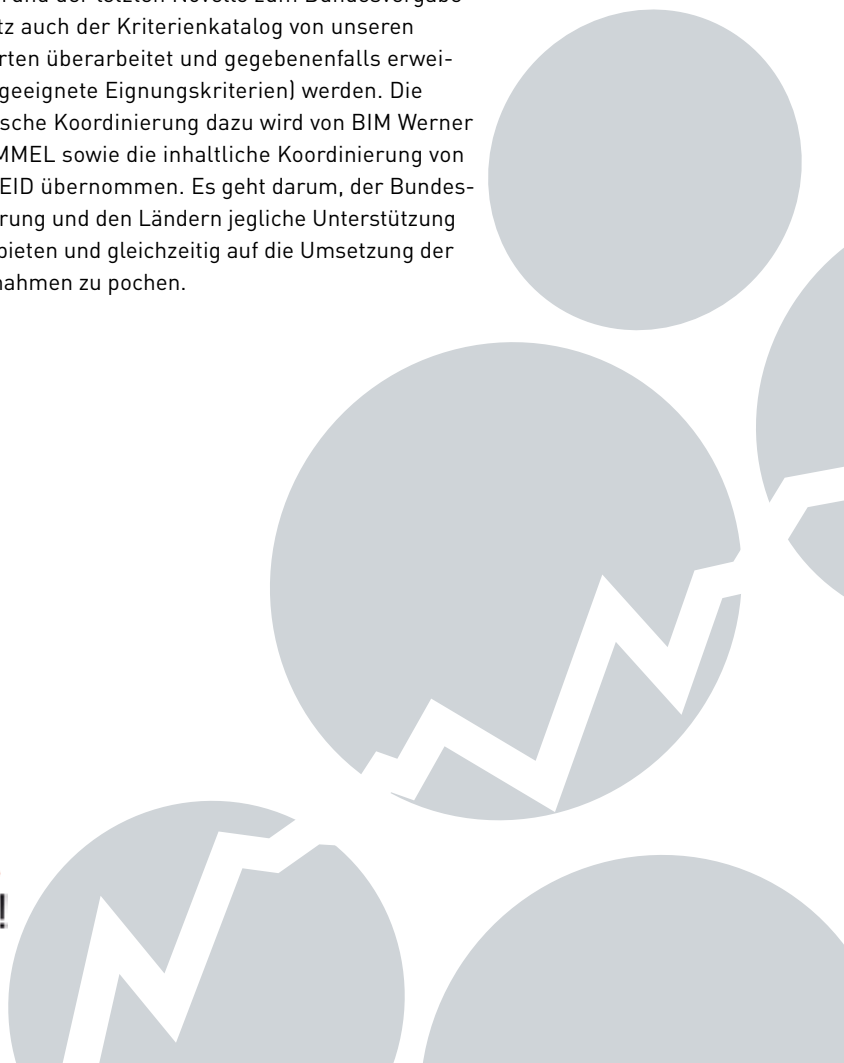 der letzten Novelle zum Bundesvergabe-
tz auch der Kriterienkatalog von unseren
rten überarbeitet und gegebenenfalls erwei-
geeignete Eignungskriterien) werden. Die
sche Koordinierung dazu wird von BIM Werner
MMEL sowie die inhaltliche Koordinierung von
EID übernommen. Es geht darum, der Bundes-
rung und den Ländern jegliche Unterstützung
bieten und gleichzeitig auf die Umsetzung der
nahmen zu pochen.
!